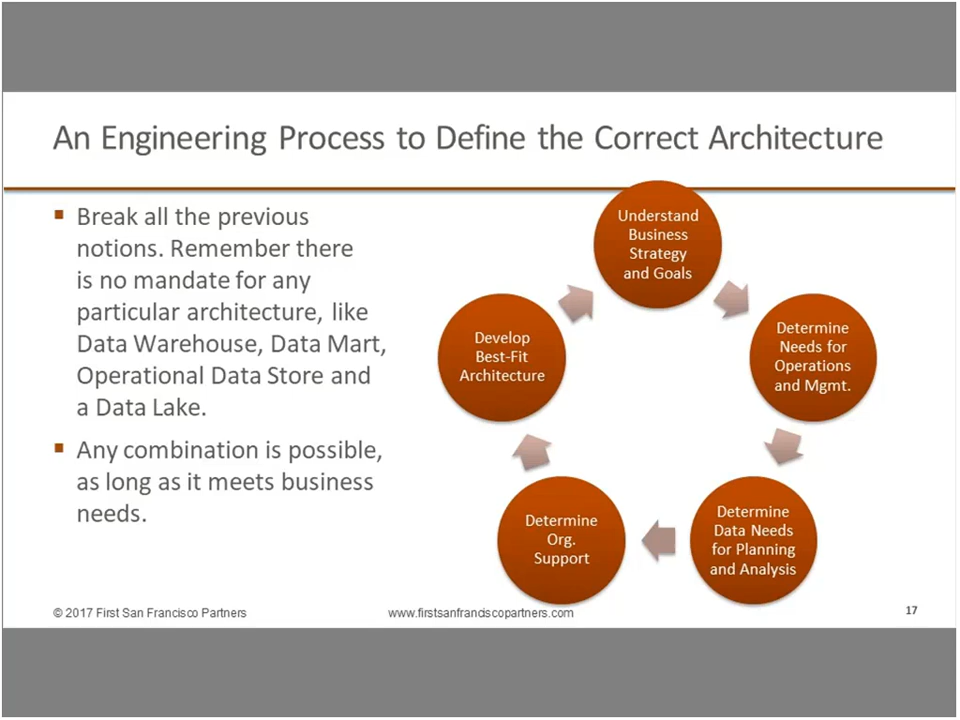 An Engineering Process to Define the Correct Architecture
▪ Break all the previous
notions. Remember there
is no mandate for any
particular architecture, like
Data Warehouse, Data Mart,
Operational Data Store and
a Data Lake.
▪ Any combination is possible,
as long as it meets business
needs.
Understand
Business
Strategy
and Goals
Determine
Needs for
Operations
and Mgmt.
Determine
Data Needs
for Planning
and Analysis
Determine
Org.
Support
Develop
Best-Fit
Architecture
© 2017 First San Francisco Partners
www.firstsanfranciscopartners.com
17